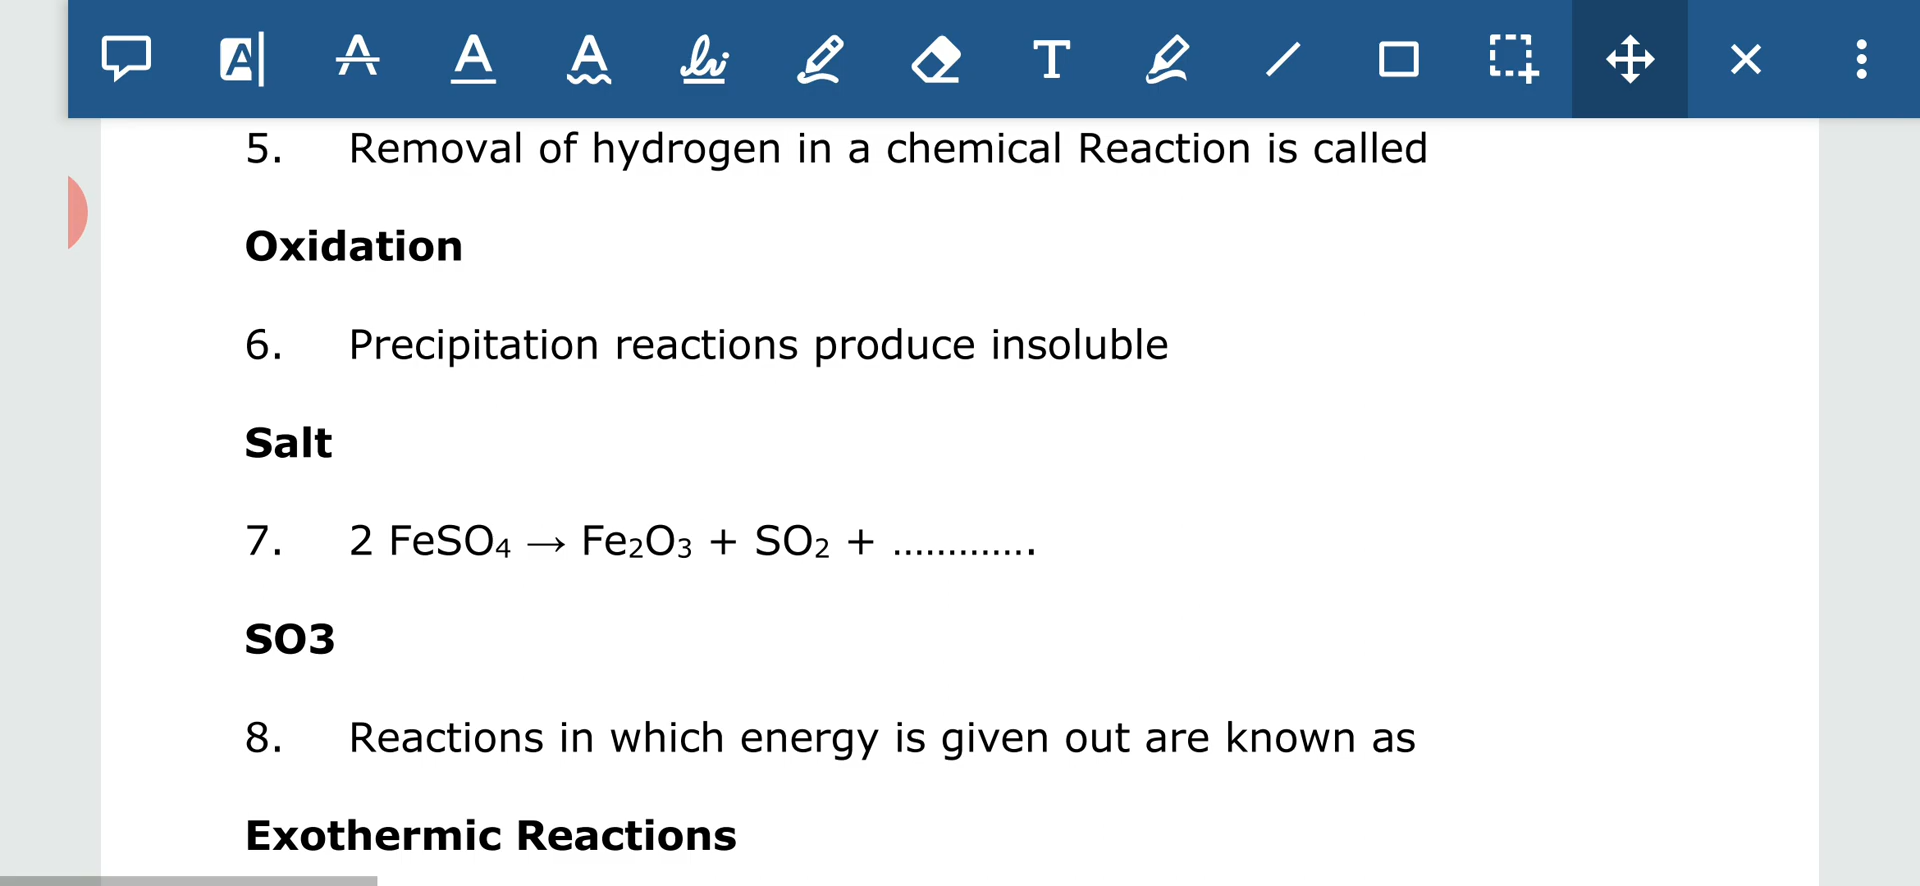 5. Removal of hydrogen in a chemical Reaction is called
Oxidation
6. Precipitation reactions produce insoluble
Salt
7. 2 FeSO₄ → Fe₂O₃ + SO₂ + .............
SO3
8. Reactions in which energy is given out are known as
Exothermic Reactions